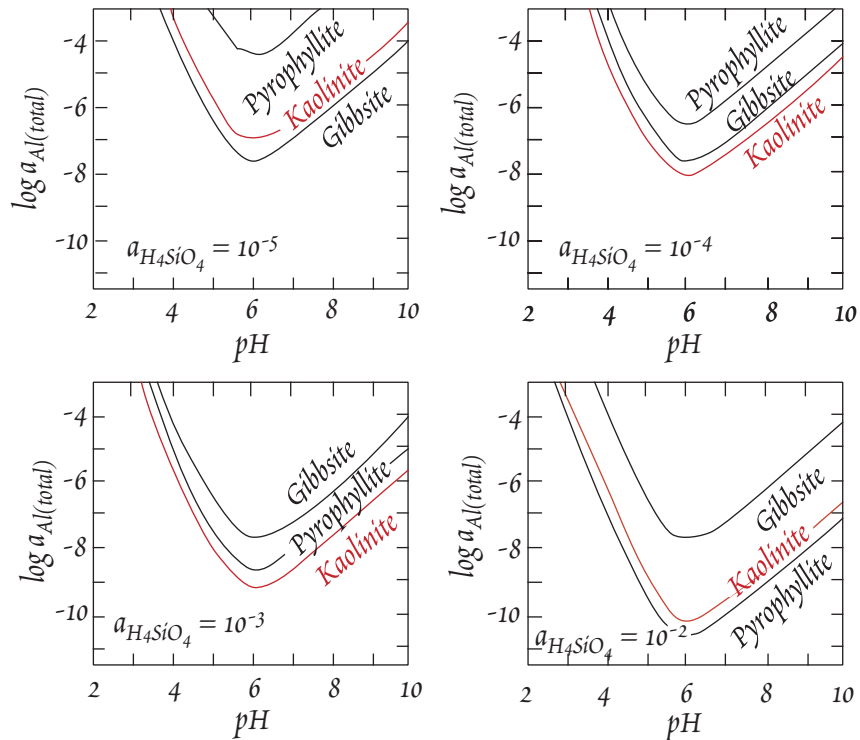 log a_Al(total)
-4
-6
-8
-10
Pyrophyllite
Kaolinite
Gibbsite
a_H₄SiO₄ = 10⁻⁵
2 4 6 8 10
pH
log a_Al(total)
-4
-6
-8
-10
Pyrophyllite
Gibbsite
Kaolinite
a_H₄SiO₄ = 10⁻⁴
2 4 6 8 10
pH
log a_Al(total)
-4
-6
-8
-10
Gibbsite
Pyrophyllite
Kaolinite
a_H₄SiO₄ = 10⁻³
2 4 6 8 10
pH
log a_Al(total)
-4
-6
-8
-10
Gibbsite
Kaolinite
Pyrophyllite
a_H₄SiO₄ = 10⁻²
2 4 6 8 10
pH